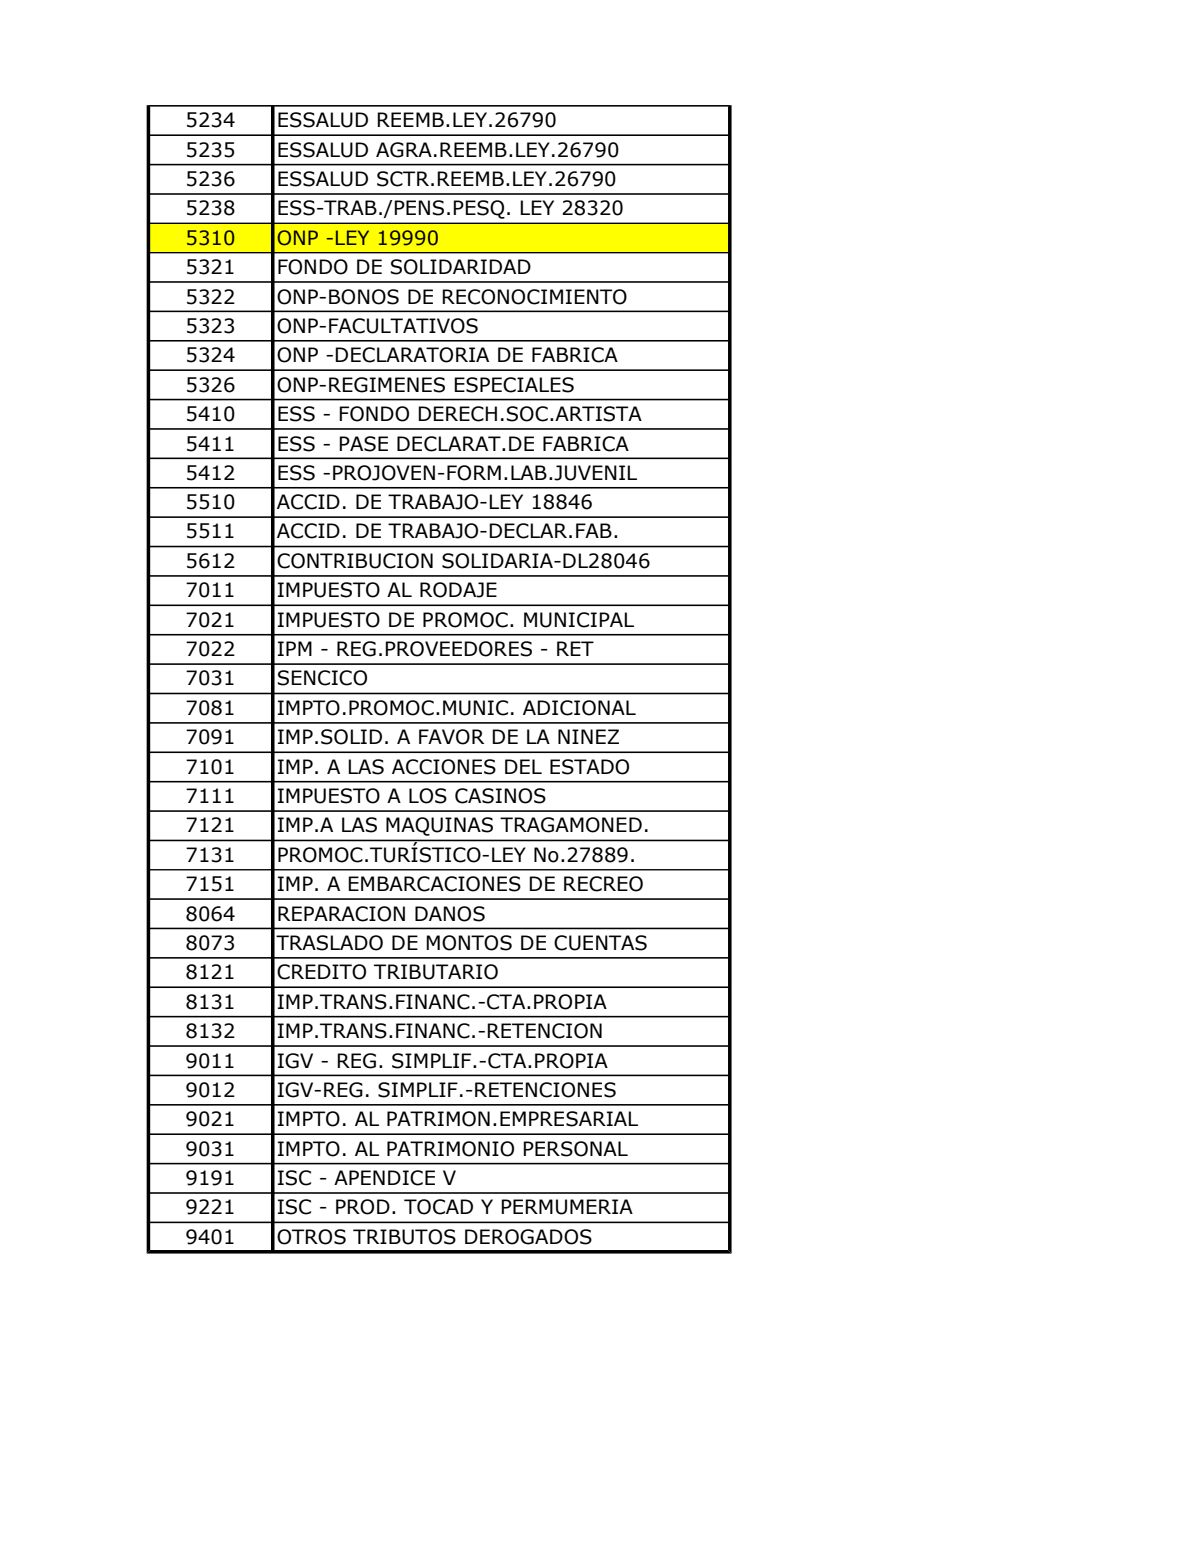 5234 ESSALUD REEMB.LEY.26790
5235 ESSALUD AGRA.REEMB.LEY.26790
5236 ESSALUD SCTR.REEMB.LEY.26790
5238 ESS-TRAB./PENS.PESQ. LEY 28320
5310 ONP -LEY 19990
5321 FONDO DE SOLIDARIDAD
5322 ONP-BONOS DE RECONOCIMIENTO
5323 ONP-FACULTATIVOS
5324 ONP -DECLARATORIA DE FABRICA
5326 ONP-REGIMENES ESPECIALES
5410 ESS - FONDO DERECH.SOC.ARTISTA
5411 ESS - PASE DECLARAT.DE FABRICA
5412 ESS -PROJOVEN-FORM.LAB.JUVENIL
5510 ACCID. DE TRABAJO-LEY 18846
5511 ACCID. DE TRABAJO-DECLAR.FAB.
5612 CONTRIBUCION SOLIDARIA-DL28046
7011 IMPUESTO AL RODAJE
7021 IMPUESTO DE PROMOC. MUNICIPAL
7022 IPM - REG.PROVEEDORES - RET
7031 SENCICO
7081 IMPTO.PROMOC.MUNIC. ADICIONAL
7091 IMP.SOLID. A FAVOR DE LA NINEZ
7101 IMP. A LAS ACCIONES DEL ESTADO
7111 IMPUESTO A LOS CASINOS
7121 IMP.A LAS MAQUINAS TRAGAMONED.
7131 PROMOC.TURÍSTICO-LEY No.27889.
7151 IMP. A EMBARCACIONES DE RECREO
8064 REPARACION DANOS
8073 TRASLADO DE MONTOS DE CUENTAS
8121 CREDITO TRIBUTARIO
8131 IMP.TRANS.FINANC.-CTA.PROPIA
8132 IMP.TRANS.FINANC.-RETENCION
9011 IGV - REG. SIMPLIF.-CTA.PROPIA
9012 IGV-REG. SIMPLIF.-RETENCIONES
9021 IMPTO. AL PATRIMON.EMPRESARIAL
9031 IMPTO. AL PATRIMONIO PERSONAL
9191 ISC - APENDICE V
9221 ISC - PROD. TOCAD Y PERMUMERIA
9401 OTROS TRIBUTOS DEROGADOS